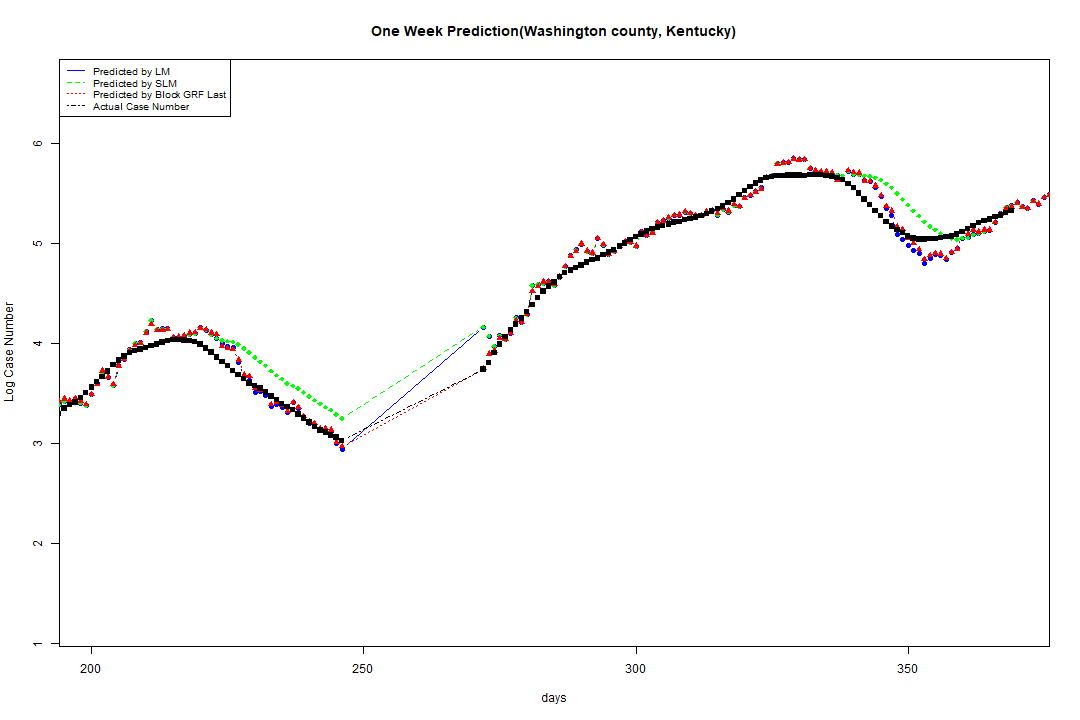 One Week Prediction(Washington county, Kentucky)
Predicted by LM
Predicted by SLM
Predicted by Block GRF Last
Actual Case Number
Log Case Number
6
5
4
3
2
1
200
250
300
350
days